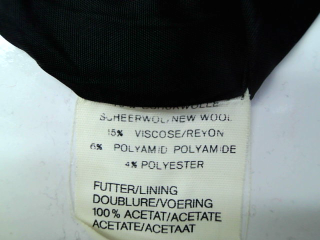 SCHEERWOL/NEW WOOL
15% VISCOSE/REYON
6% POLYAMID POLYAMIDE
4% POLYESTER
FUTTER/LINING
DOUBLURE/VOERING
100% ACETAT/ACETATE
ACETATE/ACETAAT